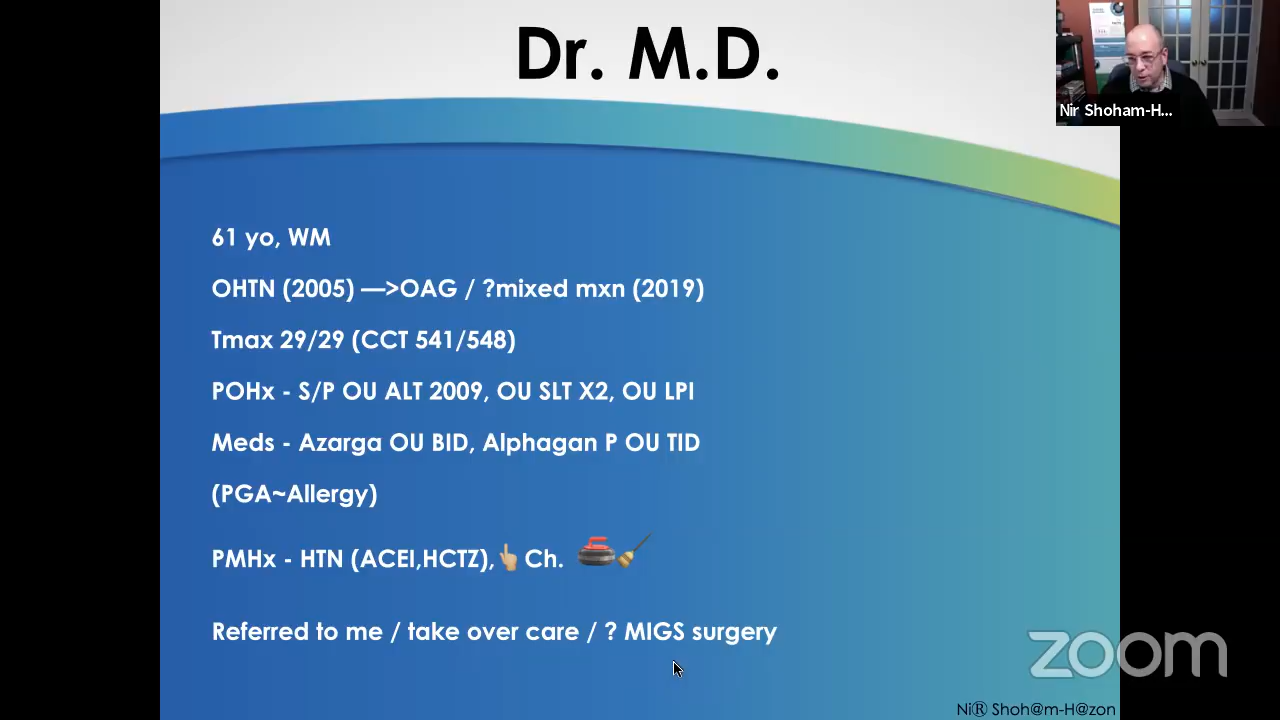 Dr. M.D.
Nir Shoham-H...
61 yo, WM
OHTN (2005) —>OAG / ?mixed mxn (2019)
Tmax 29/29 (CCT 541/548)
POHx - S/P OU ALT 2009, OU SLT X2, OU LPI
Meds - Azarga OU BID, Alphagan P OU TID
(PGA~Allergy)
PMHx - HTN (ACEI,HCTZ),👆Ch. 🥌🧹
Referred to me / take over care / ? MIGS surgery
zoom
Ni® Shoh@m-H@zon